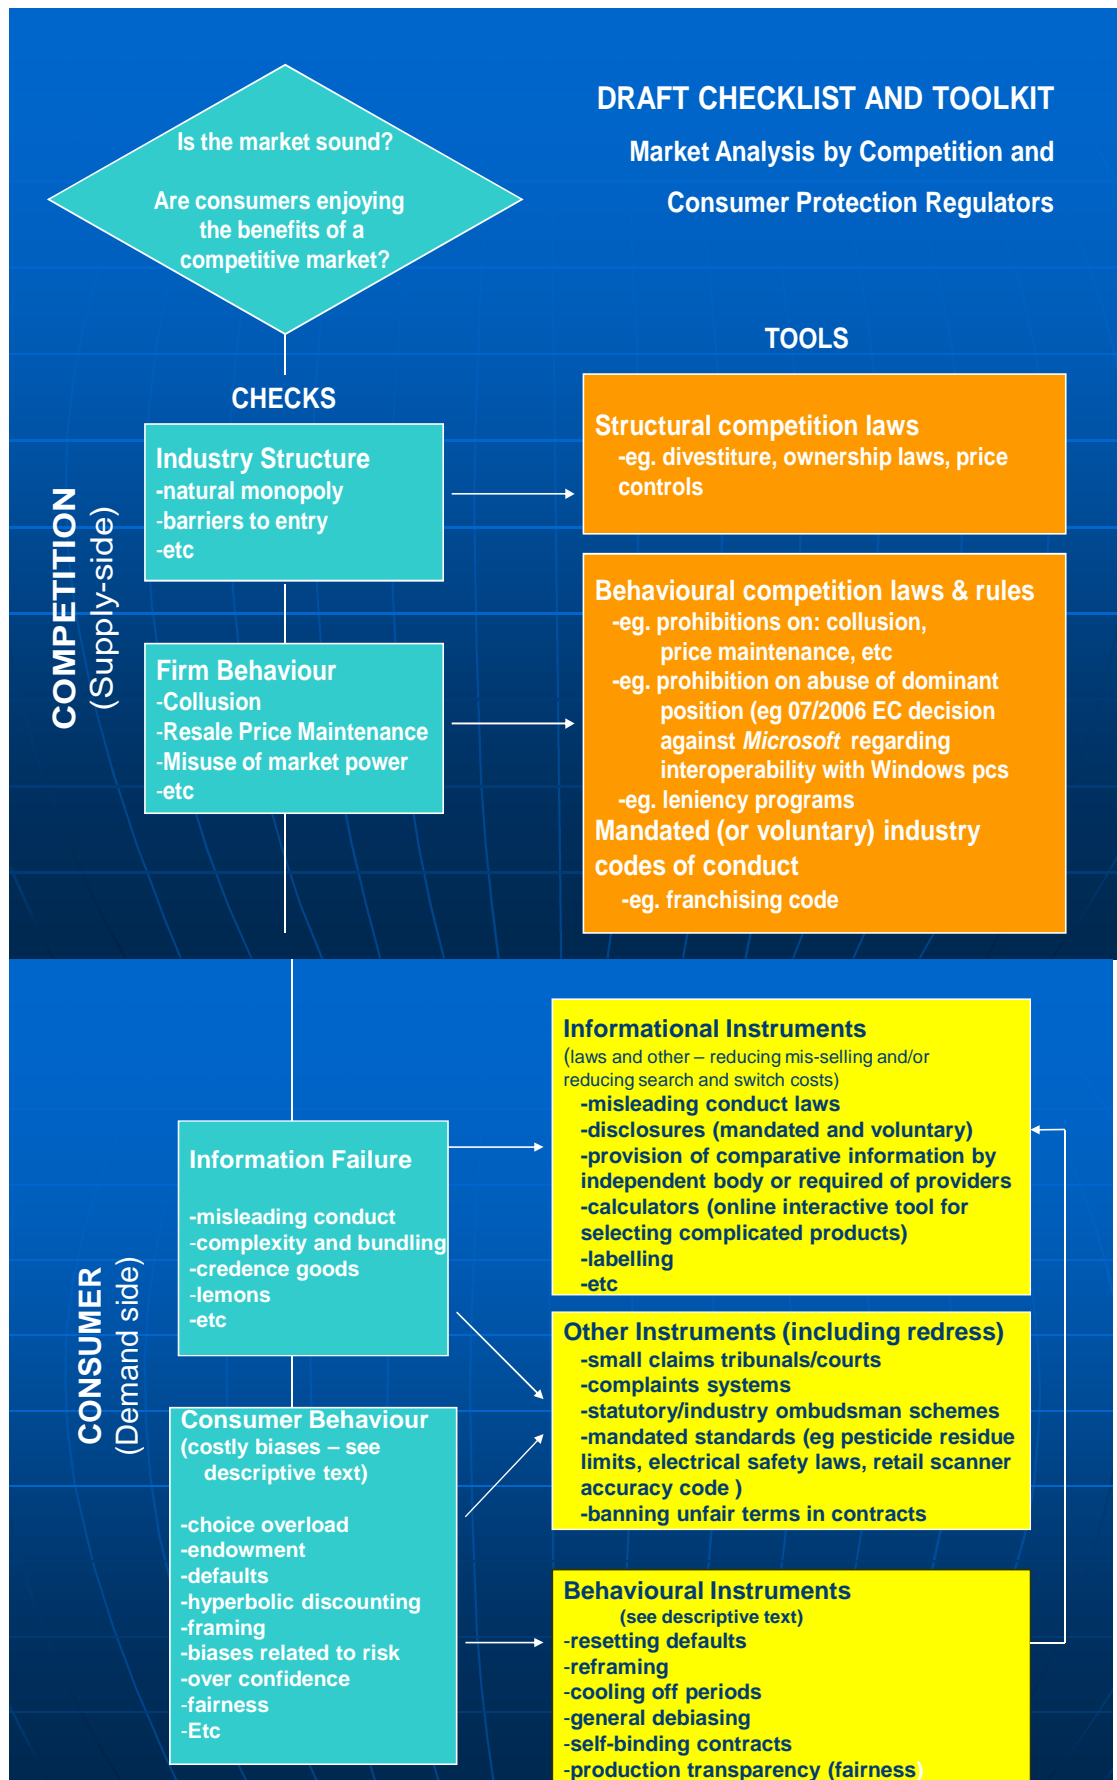 DRAFT CHECKLIST AND TOOLKIT
Market Analysis by Competition and
Consumer Protection Regulators
Is the market sound?
Are consumers enjoying
the benefits of a
competitive market?
TOOLS
CHECKS
COMPETITION
(Supply-side)
Industry Structure
-natural monopoly
-barriers to entry
-etc
Structural competition laws
-eg. divestiture, ownership laws, price
controls
Firm Behaviour
-Collusion
-Resale Price Maintenance
-Misuse of market power
-etc
Behavioural competition laws & rules
-eg. prohibitions on: collusion,
price maintenance, etc
-eg. prohibition on abuse of dominant
position (eg 07/2006 EC decision
against Microsoft regarding
interoperability with Windows pcs
-eg. leniency programs
Mandated (or voluntary) industry
codes of conduct
-eg. franchising code
CONSUMER
(Demand side)
Information Failure
-misleading conduct
-complexity and bundling
-credence goods
-lemons
-etc
Informational Instruments
(laws and other – reducing mis-selling and/or
reducing search and switch costs)
-misleading conduct laws
-disclosures (mandated and voluntary)
-provision of comparative information by
independent body or required of providers
-calculators (online interactive tool for
selecting complicated products)
-labelling
-etc
Other Instruments (including redress)
-small claims tribunals/courts
-complaints systems
-statutory/industry ombudsman schemes
-mandated standards (eg pesticide residue
limits, electrical safety laws, retail scanner
accuracy code )
-banning unfair terms in contracts
Consumer Behaviour
(costly biases – see
descriptive text)
-choice overload
-endowment
-defaults
-hyperbolic discounting
-framing
-biases related to risk
-over confidence
-fairness
-Etc
Behavioural Instruments
(see descriptive text)
-resetting defaults
-reframing
-cooling off periods
-general debiasing
-self-binding contracts
-production transparency (fairness)